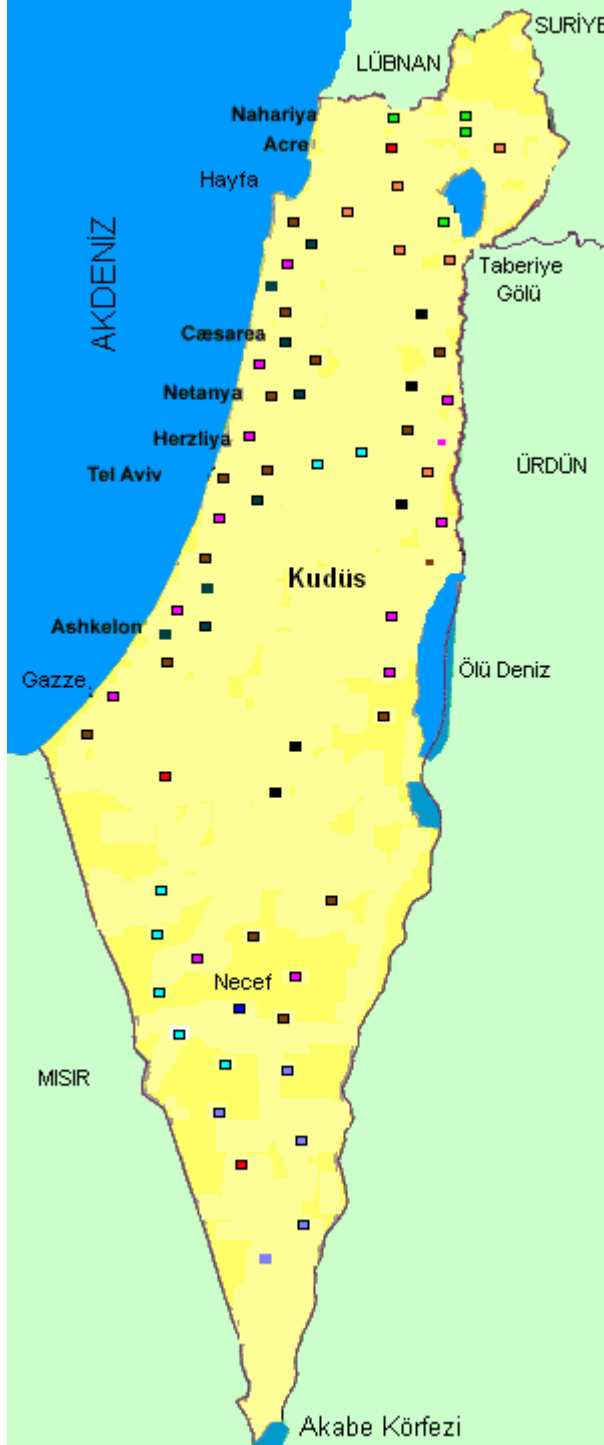 SURİYE
LÜBNAN
Nahariya
Acre
Hayfa
AKDENİZ
Taberiye
Gölü
Cæsarea
Netanya
Herzliya
Tel Aviv
ÜRDÜN
Kudüs
Ashkelon
Gazze
Ölü Deniz
Necef
MISIR
Akabe Körfezi